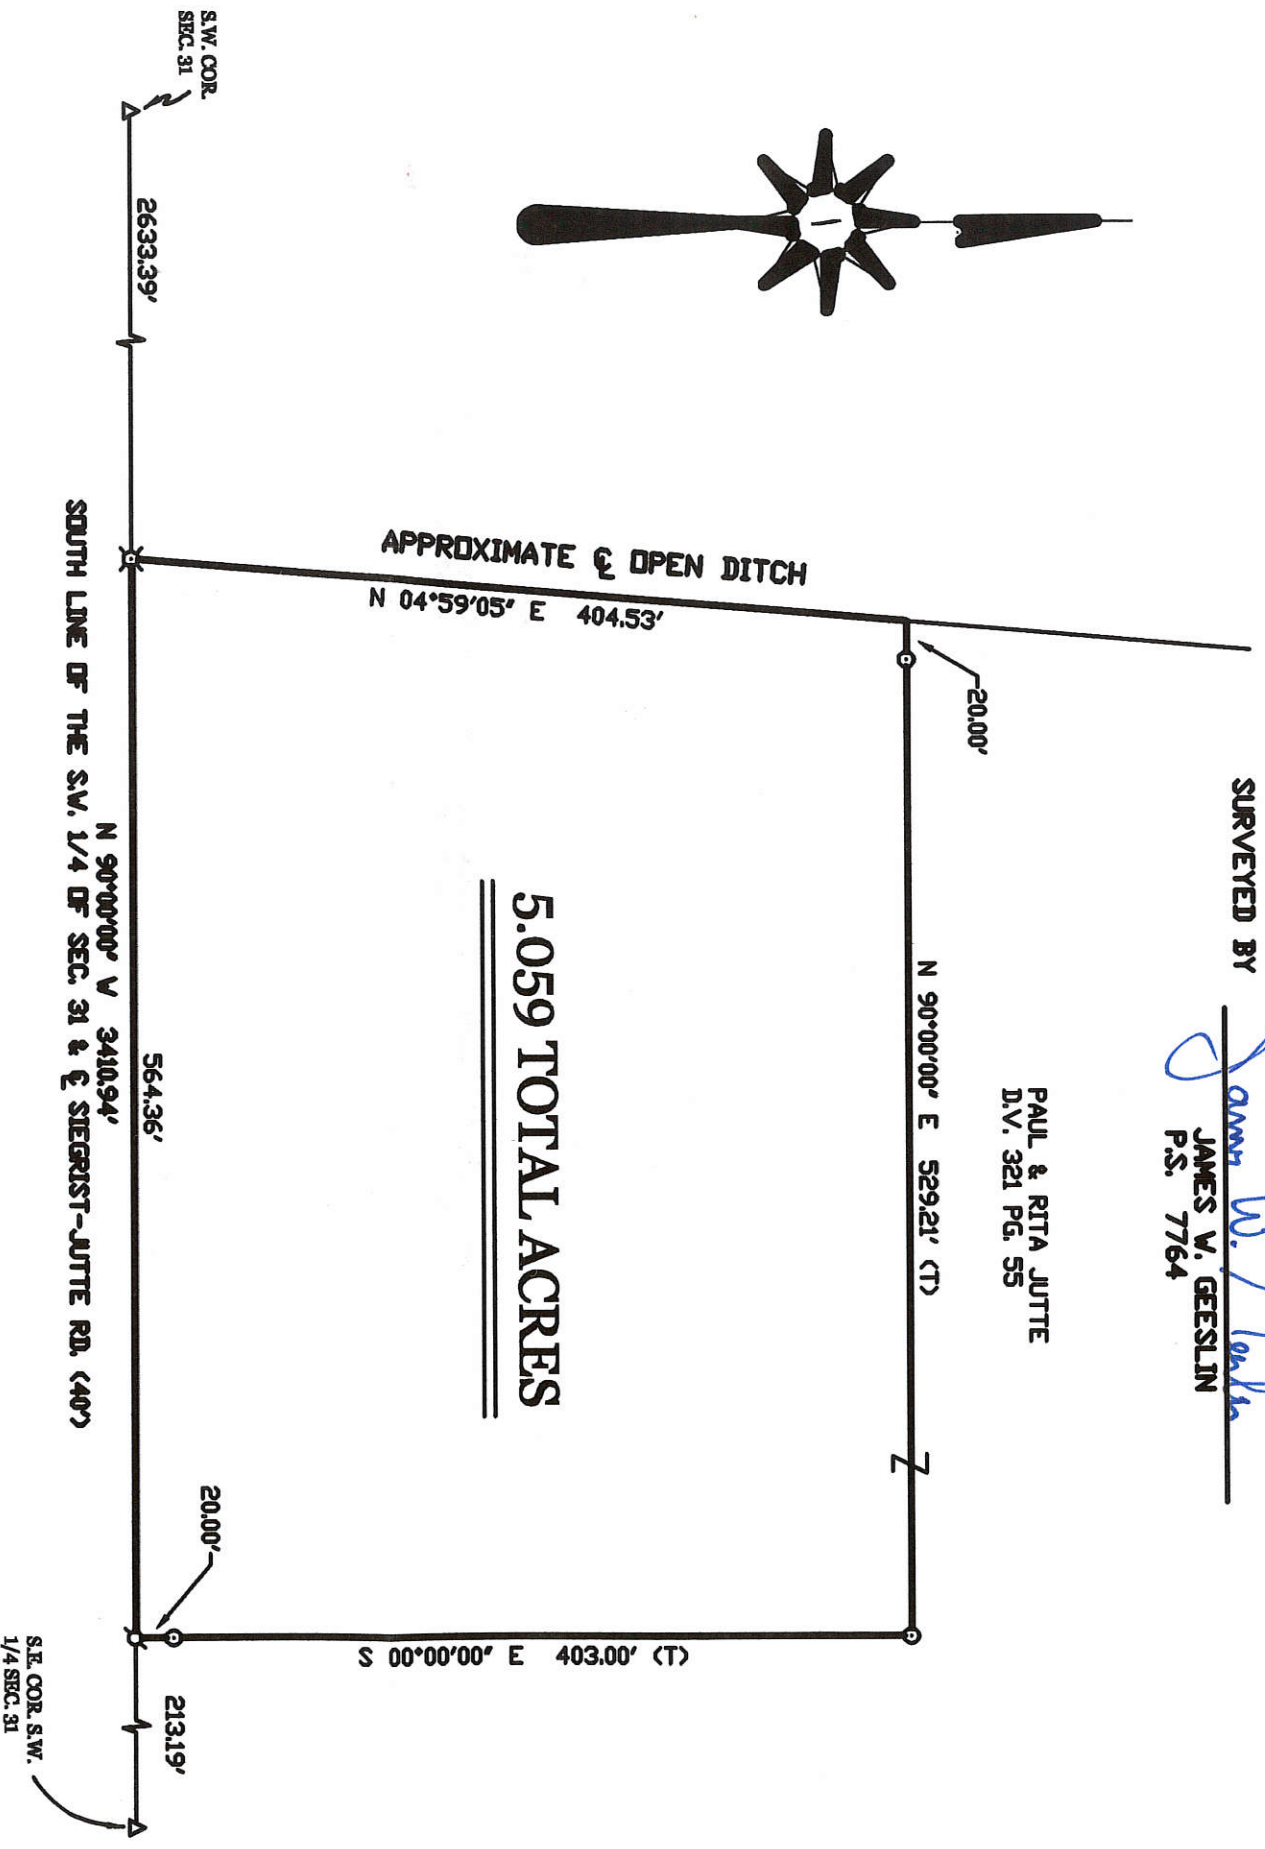 SURVEYED BY
James W. Geeslin
JAMES W. GEESLIN
P.S. 7764
PAUL & RITA JUTTE
D.V. 321 PG. 55
20.00'
N 90°00'00" E 529.21' (T)
APPROXIMATE ℄ OPEN DITCH
N 04°59'05" E 404.53'
5.059 TOTAL ACRES
S 00°00'00" E 403.00' (T)
20.00'
S.W. COR.
SEC. 31
2633.39'
564.36'
213.19'
N 90°00'00" W 3410.94'
SOUTH LINE OF THE S.W. 1/4 OF SEC. 31 & ℄ SIEGRIST-JUTTE RD. (40')
S.E. COR. S.W.
1/4 SEC. 31